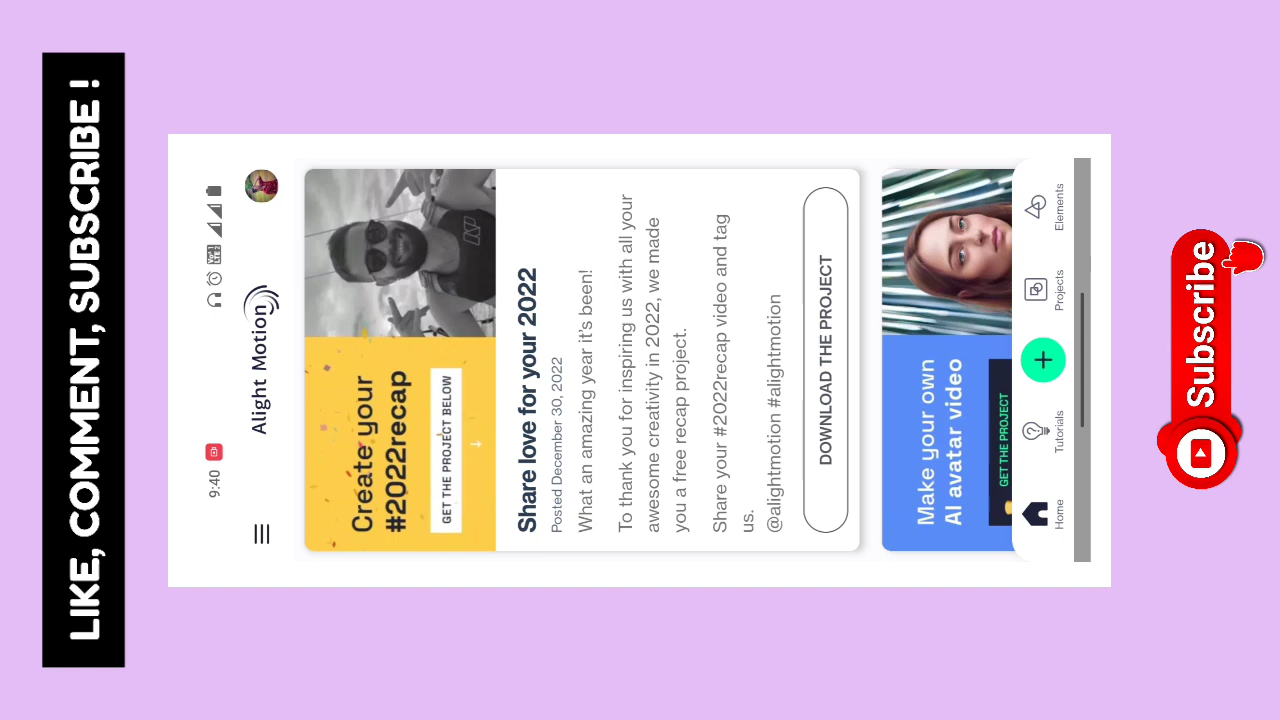 LIKE, COMMENT, SUBSCRIBE !
9:40
Alight Motion
Create your
#2022recap
GET THE PROJECT BELOW
Share love for your 2022
Posted December 30, 2022
What an amazing year it's been!
To thank you for inspiring us with all your
awesome creativity in 2022, we made
you a free recap project.
Share your #2022recap video and tag
us.
@alightmotion #alightmotion
DOWNLOAD THE PROJECT
Make your own
AI avatar video
GET THE PROJECT
Home
Tutorials
Projects
Elements
Subscribe